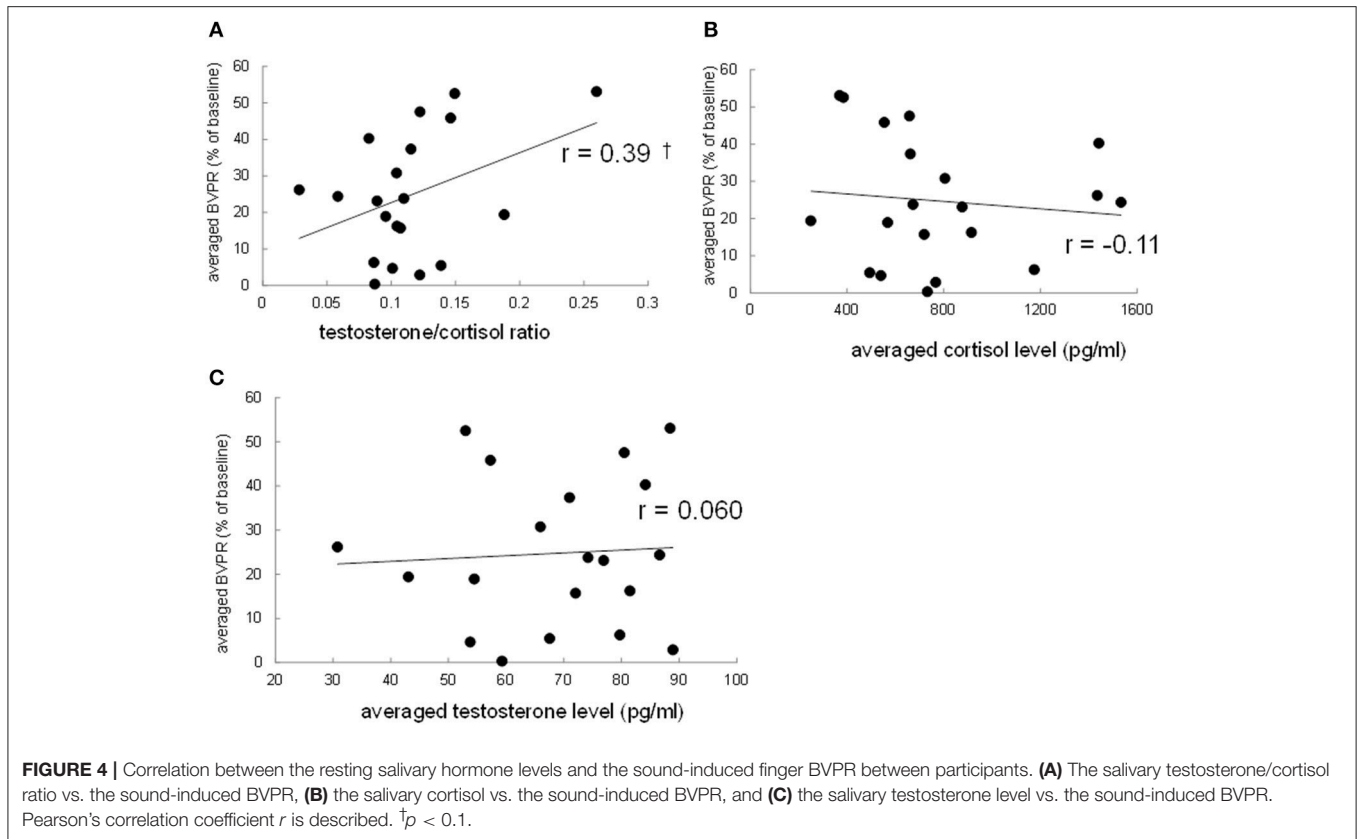 A
averaged BVPR (% of baseline)
60
50
40
30
20
10
0
r = 0.39 †
0 0.05 0.1 0.15 0.2 0.25 0.3
testosterone/cortisol ratio
B
averaged BVPR (% of baseline)
60
50
40
30
20
10
0
r = -0.11
400 800 1200 1600
averaged cortisol level (pg/ml)
C
averaged BVPR (% of baseline)
60
50
40
30
20
10
0
r = 0.060
20 30 40 50 60 70 80 90 100
averaged testosterone level (pg/ml)
FIGURE 4 | Correlation between the resting salivary hormone levels and the sound-induced finger BVPR between participants. (A) The salivary testosterone/cortisol
ratio vs. the sound-induced BVPR, (B) the salivary cortisol vs. the sound-induced BVPR, and (C) the salivary testosterone level vs. the sound-induced BVPR.
Pearson's correlation coefficient r is described. †p < 0.1.